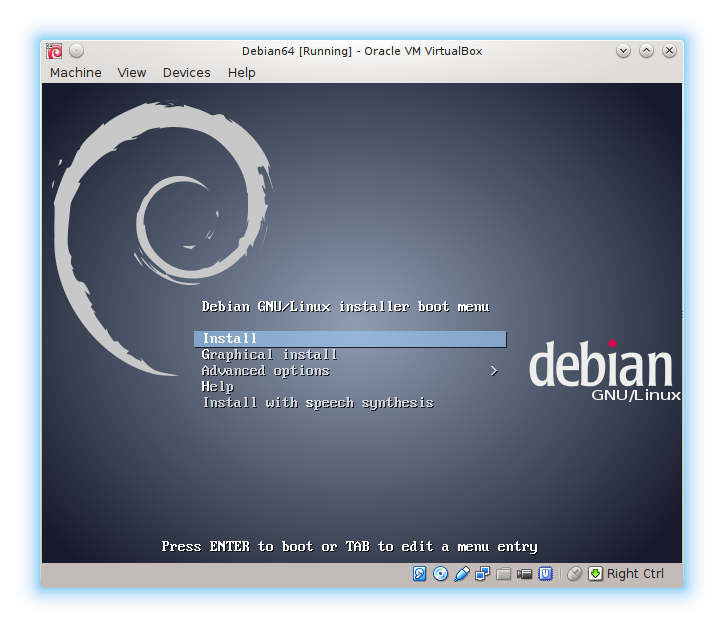 Debian64 [Running] - Oracle VM VirtualBox
Machine View Devices Help
Debian GNU/Linux installer boot menu
Install
Graphical install
Advanced options >
Help
Install with speech synthesis
debian
GNU/Linux
Press ENTER to boot or TAB to edit a menu entry
Right Ctrl